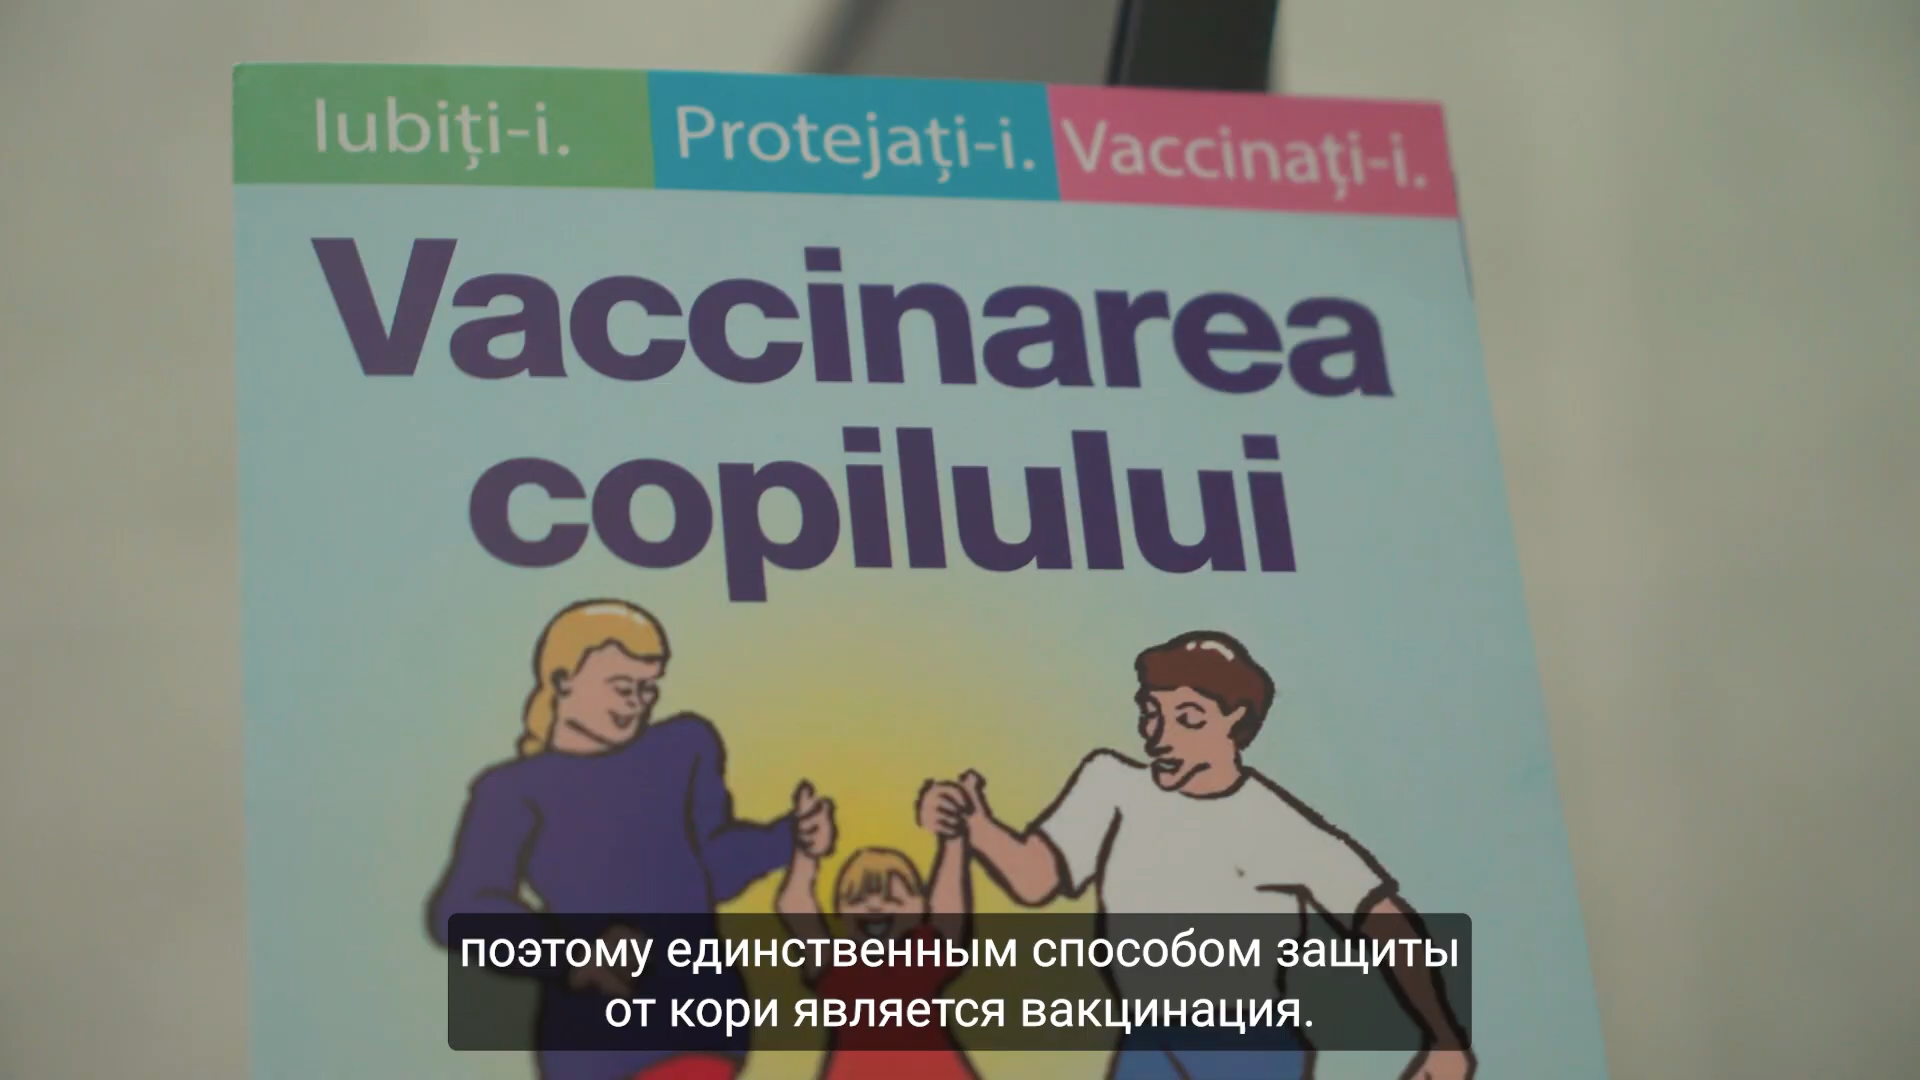 Iubiți-i. Protejați-i. Vaccinați-i.
Vaccinarea
copilului
поэтому единственным способом защиты
от кори является вакцинация.